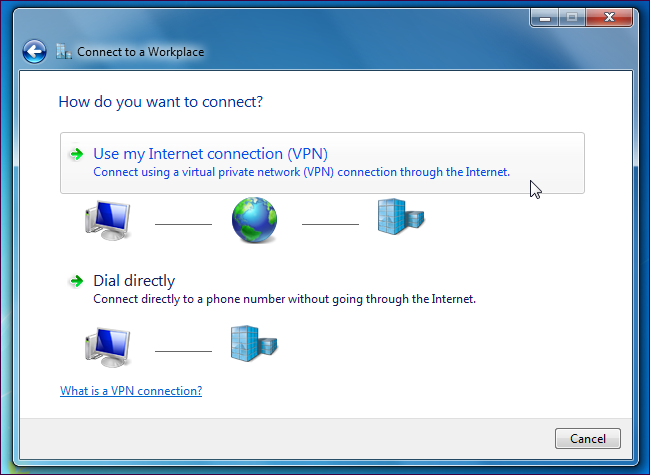 Connect to a Workplace
How do you want to connect?
Use my Internet connection (VPN)
Connect using a virtual private network (VPN) connection through the Internet.
Dial directly
Connect directly to a phone number without going through the Internet.
What is a VPN connection?
Cancel